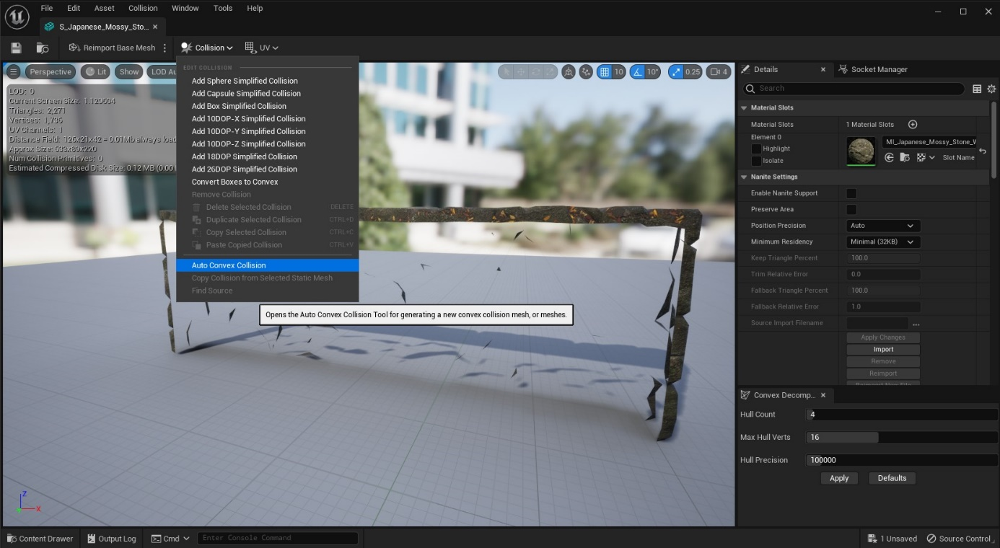 File Edit Asset Collision Window Tools Help
S_Japanese_Mossy_Sto...
Reimport Base Mesh Collision UV
EDIT COLLISION
Add Sphere Simplified Collision
Add Capsule Simplified Collision
Add Box Simplified Collision
Add 10DOP-X Simplified Collision
Add 10DOP-Y Simplified Collision
Add 10DOP-Z Simplified Collision
Add 18DOP Simplified Collision
Add 26DOP Simplified Collision
Convert Boxes to Convex
Remove Collision
Delete Selected Collision DELETE
Duplicate Selected Collision CTRL+D
Copy Selected Collision CTRL+C
Paste Copied Collision CTRL+V
Auto Convex Collision
Copy Collision from Selected Static Mesh
Find Source
Opens the Auto Convex Collision Tool for generating a new convex collision mesh, or meshes.
Perspective Lit Show LOD Au
10 10° 0.25 4
LOD: 0
Current Screen Size: 1.129504
Triangles: 2,271
Vertices: 1,736
UV Channels: 1
Distance Field: 126x21x42 = 0.01Mb always load
Approx Size: 633x89x220
Num Collision Primitives: 0
Estimated Compressed Disk Size: 0.12 MB (0.00
Z
X
Details Socket Manager
Search
Material Slots
Material Slots 1 Material Slots
Element 0
Highlight
Isolate
MI_Japanese_Mossy_Stone_W
Slot Name
Nanite Settings
Enable Nanite Support
Preserve Area
Position Precision Auto
Minimum Residency Minimal (32KB)
Keep Triangle Percent 100.0
Trim Relative Error 0.0
Fallback Triangle Percent 100.0
Fallback Relative Error 1.0
Source Import Filename ...
Apply Changes
Import
Remove
Reimport
Reimport New File
Convex Decomp...
Hull Count 4
Max Hull Verts 16
Hull Precision 100000
Apply Defaults
Content Drawer Output Log Cmd Enter Console Command 1 Unsaved Source Control